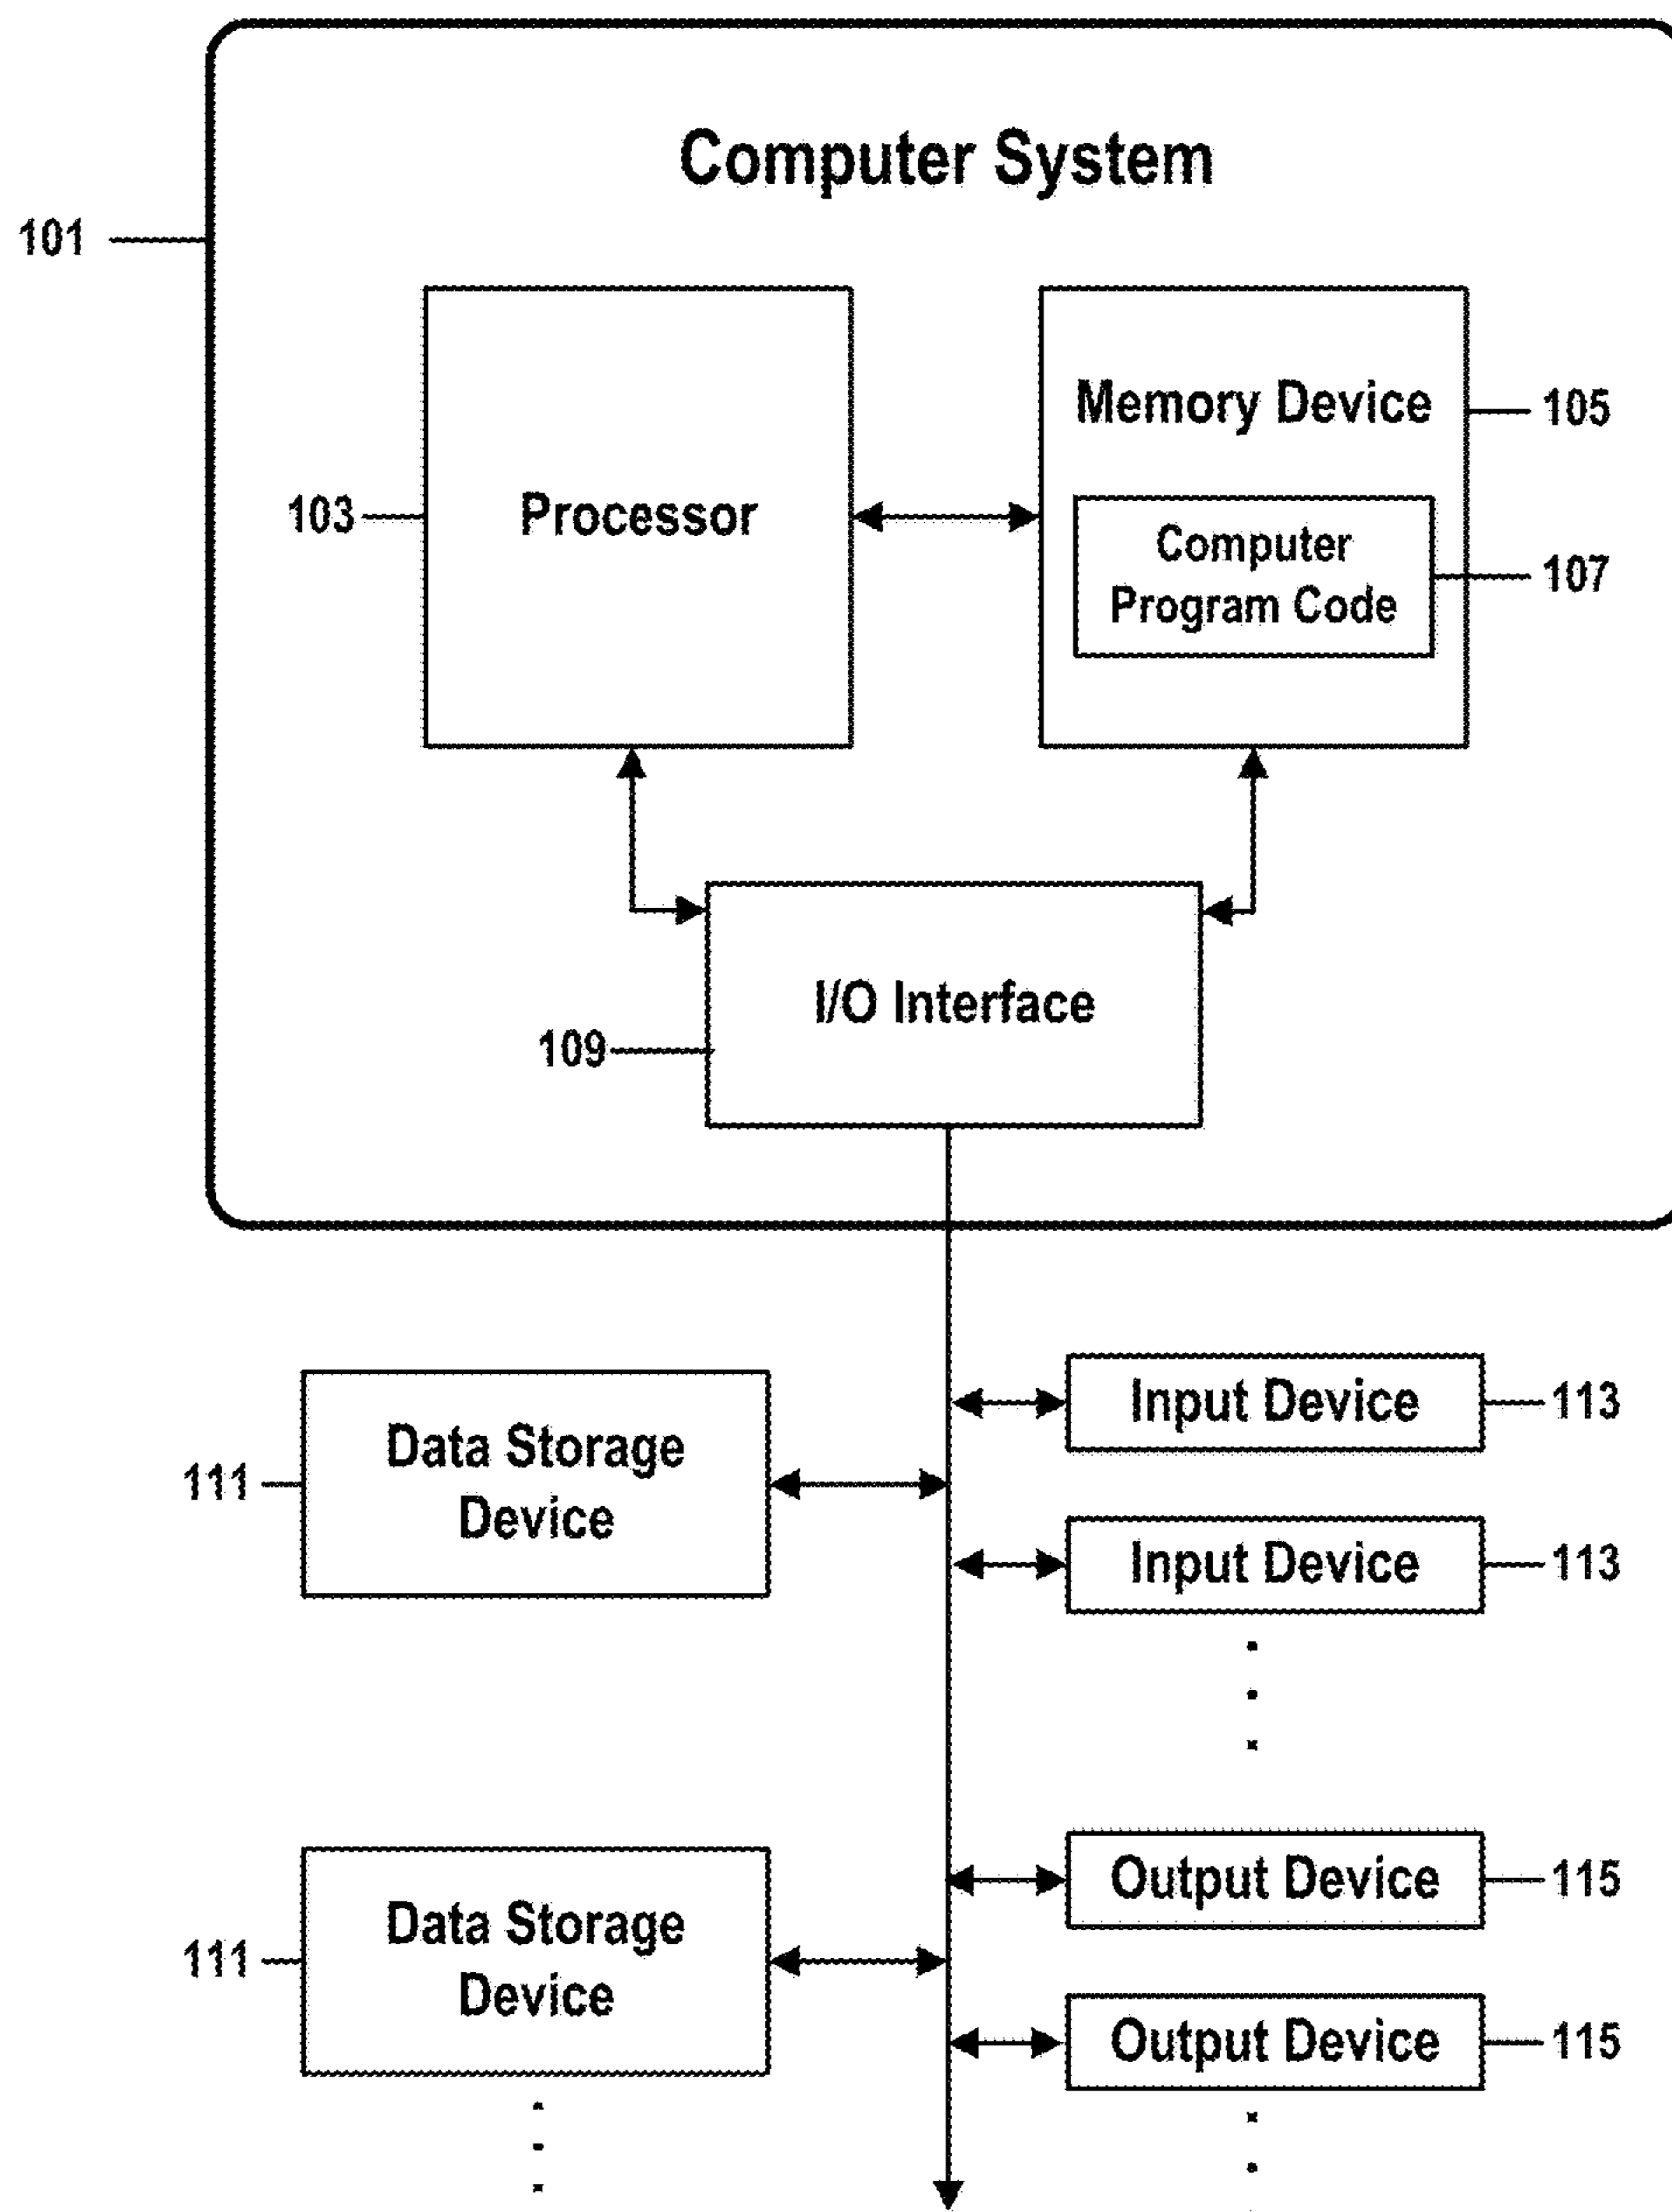 Computer System
101
Memory Device
105
103
Processor
Computer
Program Code
107
I/O Interface
109
Input Device
113
Data Storage
Device
111
Input Device
113
Output Device
115
Data Storage
Device
111
Output Device
115